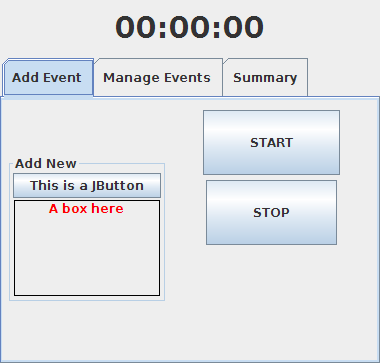 00:00:00
Add Event
Manage Events
Summary
START
Add New
This is a JButton
A box here
STOP